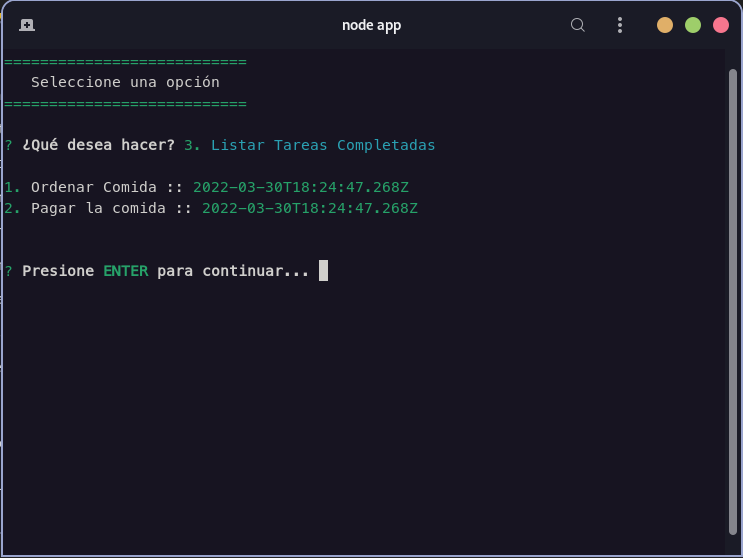 node app
===========================
Seleccione una opción
===========================
? ¿Qué desea hacer? 3. Listar Tareas Completadas
1. Ordenar Comida :: 2022-03-30T18:24:47.268Z
2. Pagar la comida :: 2022-03-30T18:24:47.268Z
? Presione ENTER para continuar...